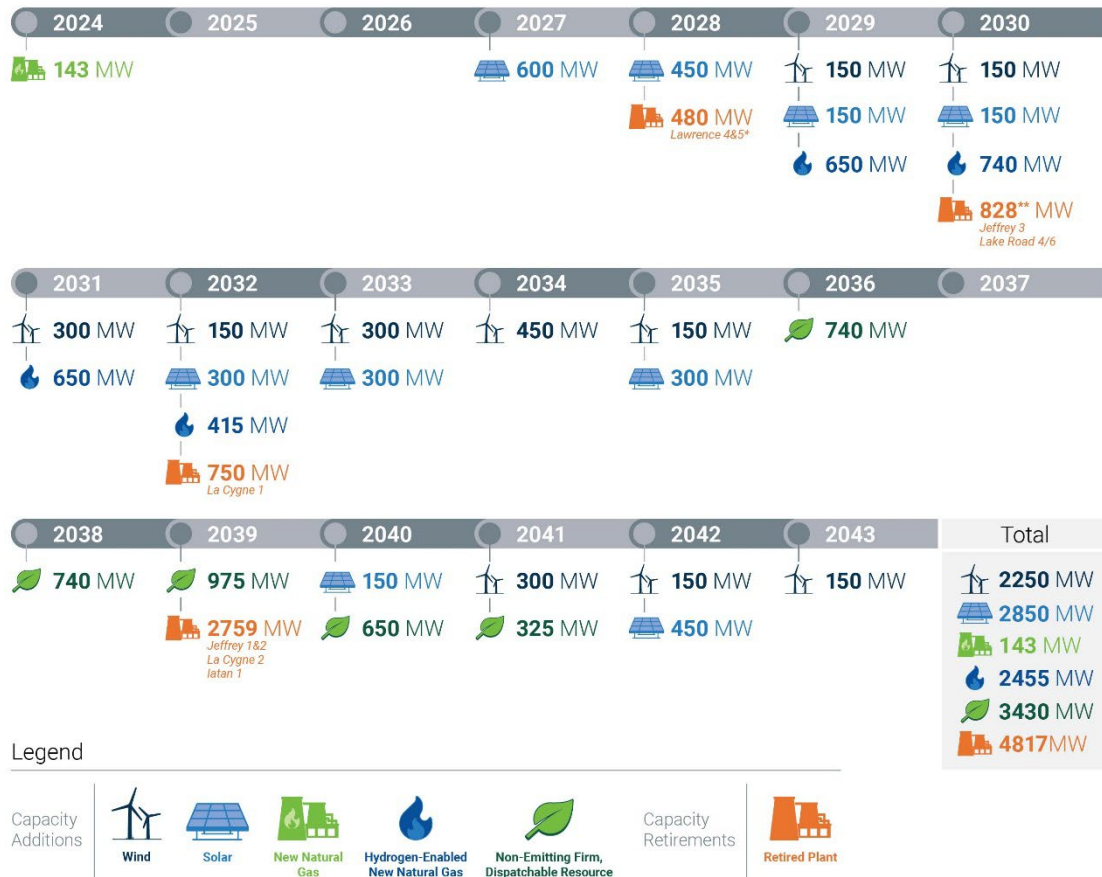 2024 2025 2026 2027 2028 2029 2030
143 MW 600 MW 450 MW 150 MW 150 MW
480 MW 150 MW 150 MW
Lawrence 4&5*
650 MW 740 MW
828** MW
Jeffrey 3
Lake Road 4/6
2031 2032 2033 2034 2035 2036 2037
300 MW 150 MW 300 MW 450 MW 150 MW 740 MW
650 MW 300 MW 300 MW 300 MW
415 MW
750 MW
La Cygne 1
2038 2039 2040 2041 2042 2043 Total
740 MW 975 MW 150 MW 300 MW 150 MW 150 MW 2250 MW
2759 MW 650 MW 325 MW 450 MW 2850 MW
Jeffrey 1&2
La Cygne 2
Iatan 1
143 MW
2455 MW
3430 MW
4817MW
Legend
Capacity
Additions
Wind
Solar
New Natural
Gas
Hydrogen-Enabled
New Natural Gas
Non-Emitting Firm,
Dispatchable Resource
Capacity
Retirements
Retired Plant